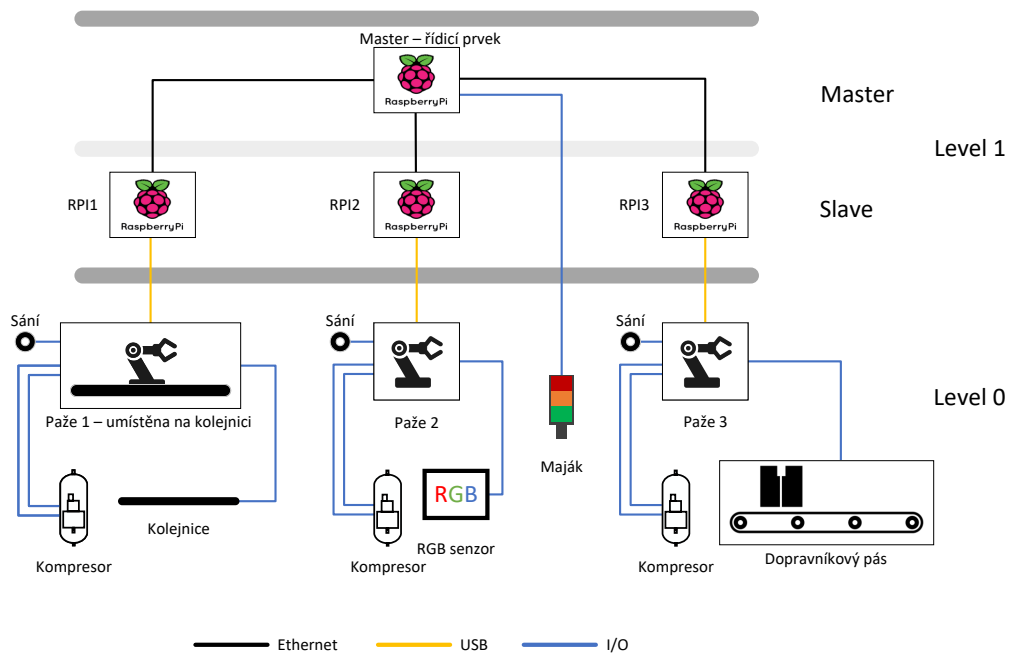 Master – řídicí prvek
RaspberryPi
Master
Level 1
RPI1
RaspberryPi
RPI2
RaspberryPi
RPI3
RaspberryPi
Slave
Sání
Sání
Sání
Paže 1 – umístěna na kolejnici
Paže 2
Paže 3
Level 0
Maják
RGB
Kolejnice
RGB senzor
Kompresor
Kompresor
Kompresor
Dopravníkový pás
Ethernet
USB
I/O